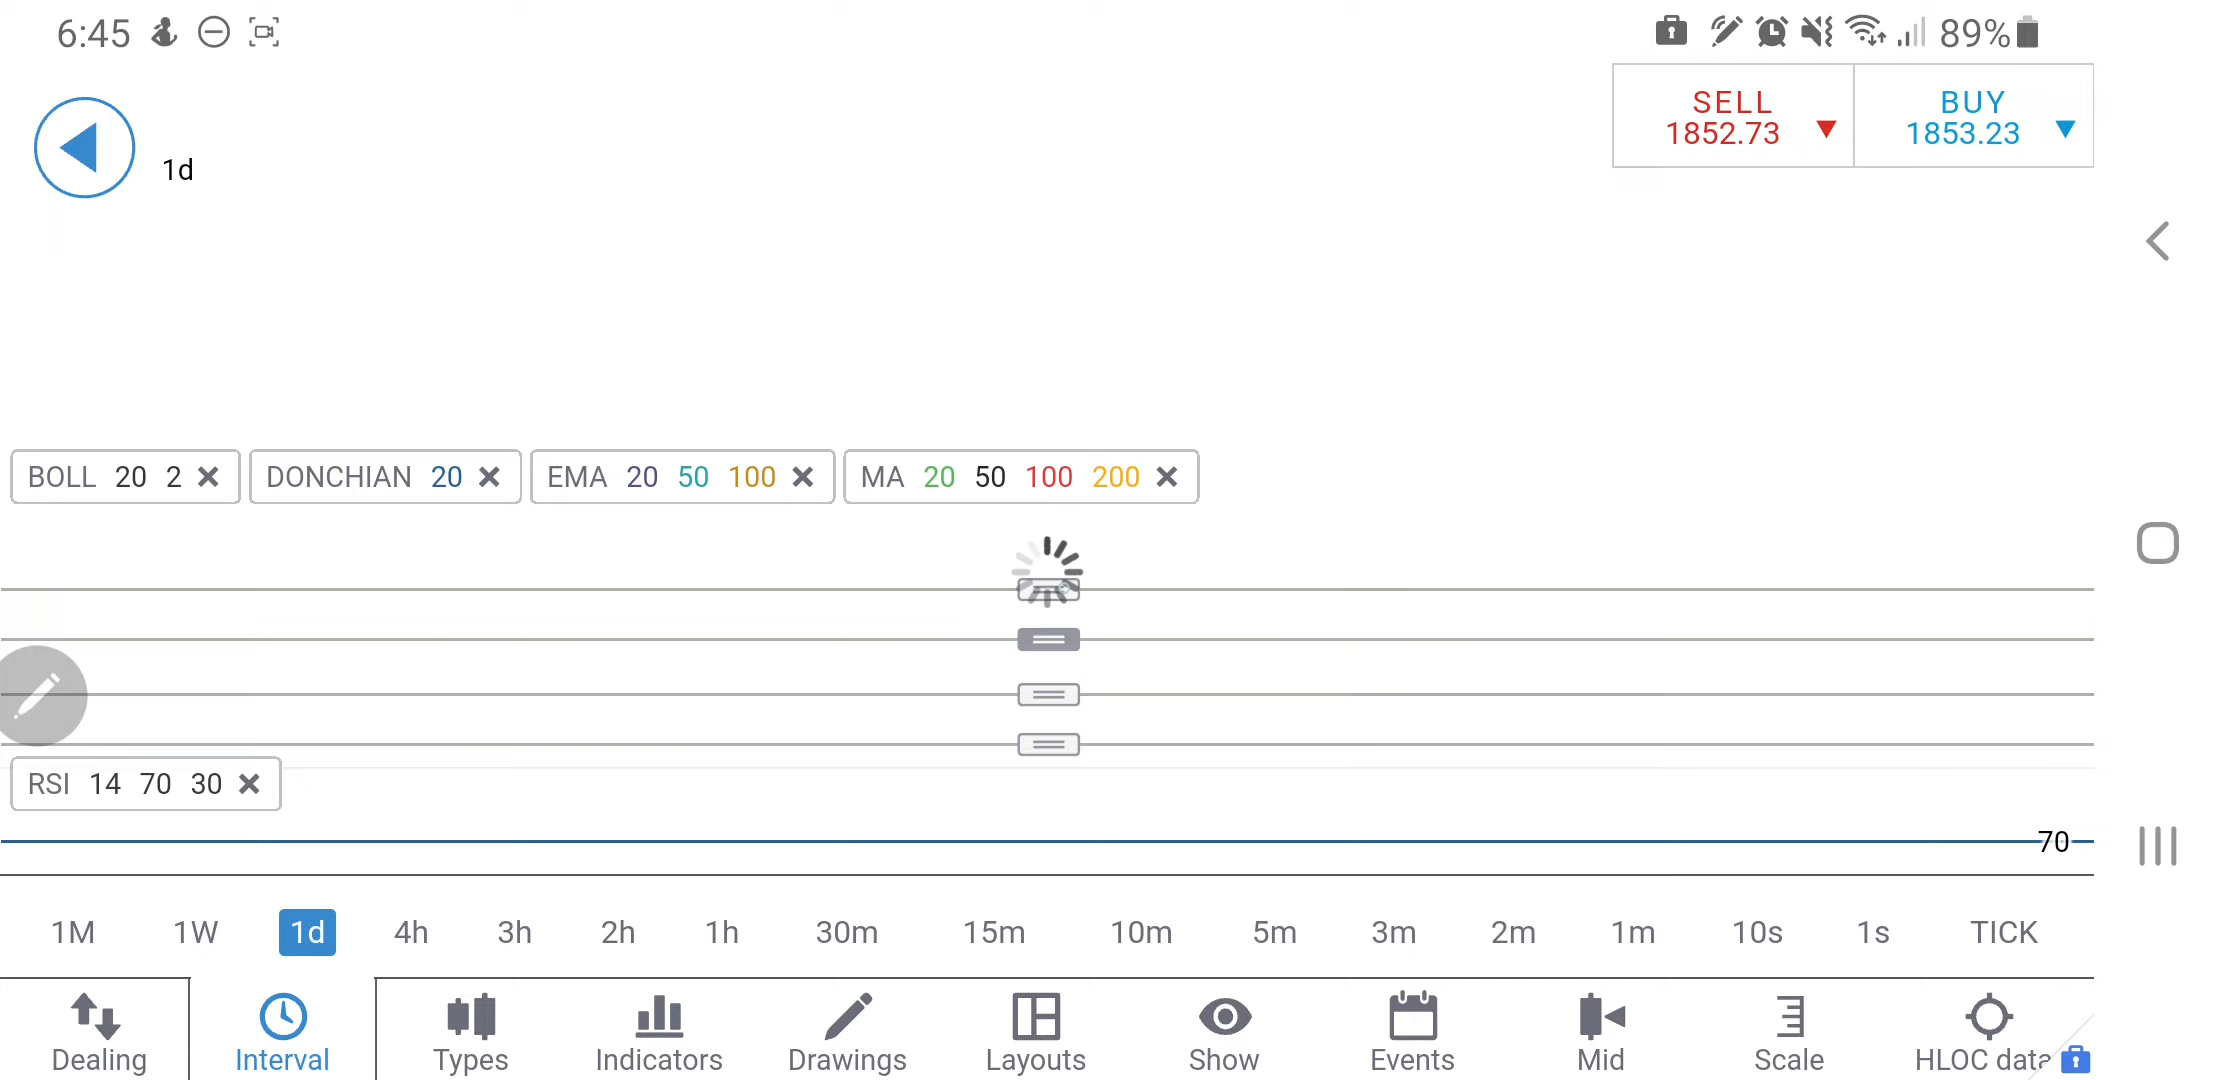 6:45 89%
SELL BUY
1852.73 1853.23
1d
BOLL 20 2 DONCHIAN 20 EMA 20 50 100 MA 20 50 100 200
RSI 14 70 30
70
1M 1W 1d 4h 3h 2h 1h 30m 15m 10m 5m 3m 2m 1m 10s 1s TICK
Dealing Interval Types Indicators Drawings Layouts Show Events Mid Scale HLOC data